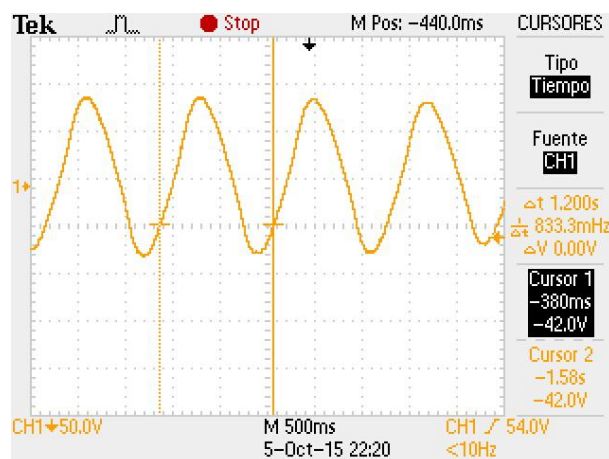 Tek Stop M Pos: -440.0ms CURSORES
Tipo
Tiempo
Fuente
CH1
1
Δt 1.200s
1/Δt 833.3mHz
ΔV 0.00V
Cursor 1
-380ms
-42.0V
Cursor 2
-1.58s
-42.0V
CH1 50.0V M 500ms CH1 54.0V
5-Oct-15 22:20 <10Hz